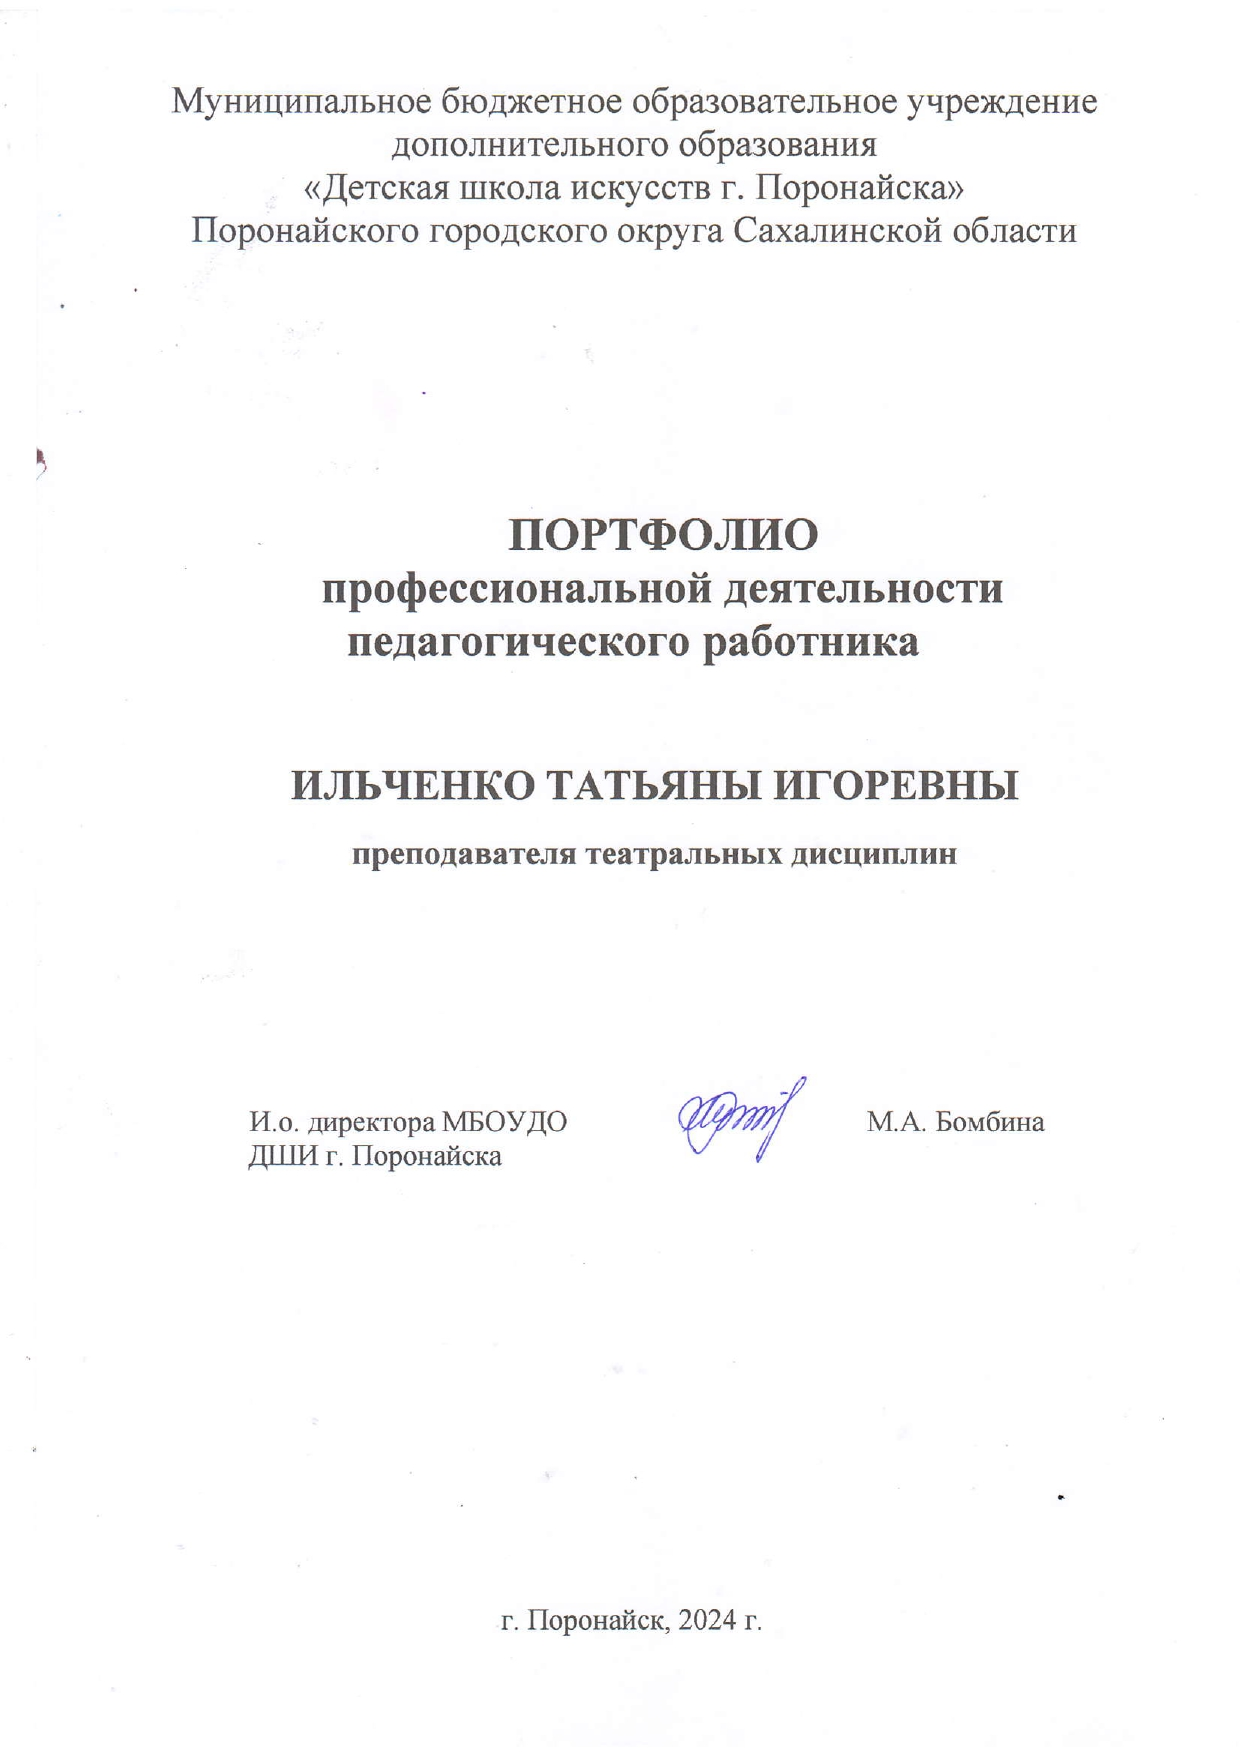 Муниципальное бюджетное образовательное учреждение
дополнительного образования
«Детская школа искусств г. Поронайска»
Поронайского городского округа Сахалинской области
ПОРТФОЛИО
профессиональной деятельности
педагогического работника
ИЛЬЧЕНКО ТАТЬЯНЫ ИГОРЕВНЫ
преподавателя театральных дисциплин
И.о. директора МБОУДО М.А. Бомбина
ДШИ г. Поронайска
г. Поронайск, 2024 г.